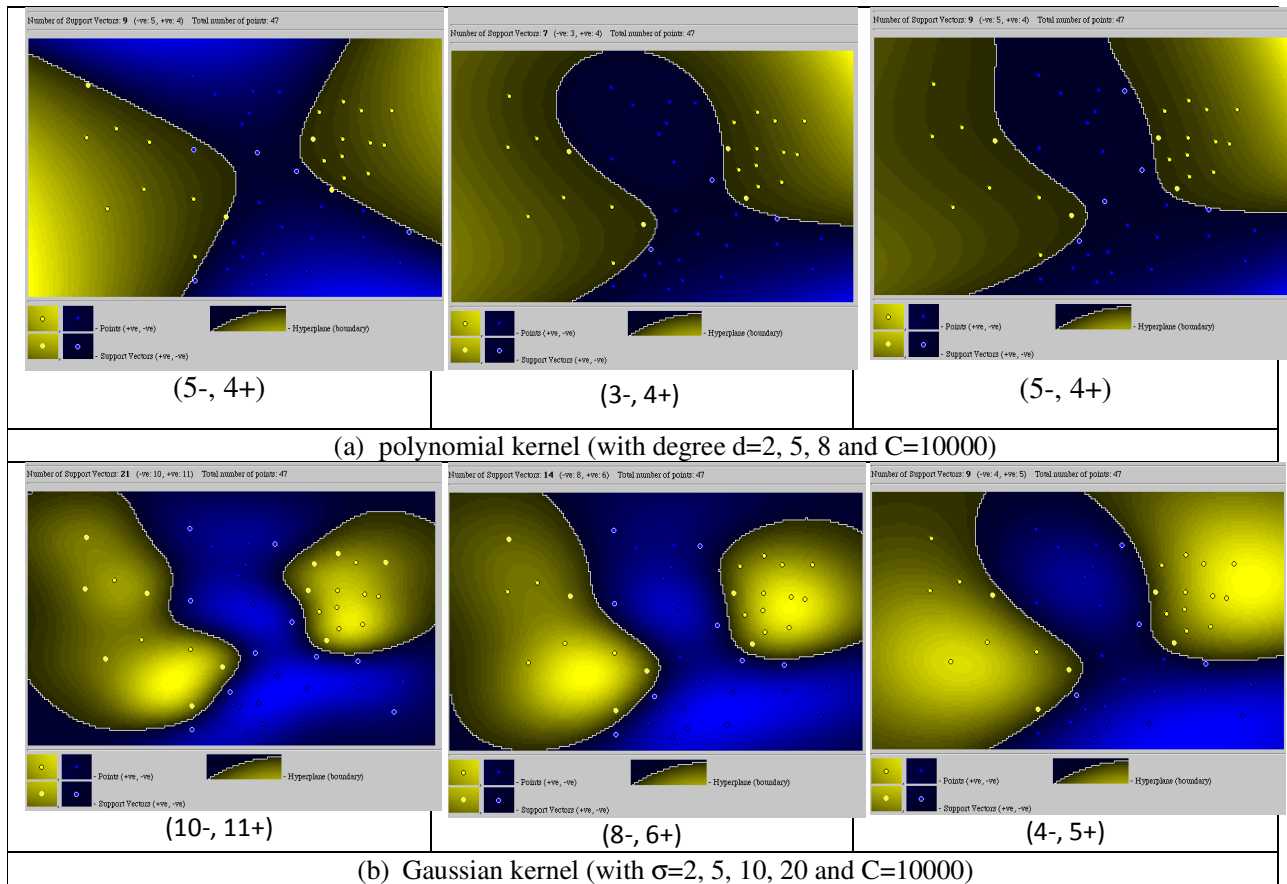 Number of Support Vectors: 9 (-ve: 5, +ve: 4) Total number of points: 47
- Points (+ve, -ve)
- Hyperplane (boundary)
- Support Vectors (+ve, -ve)
(5-, 4+)
Number of Support Vectors: 7 (-ve: 3, +ve: 4) Total number of points: 47
- Points (+ve, -ve)
- Hyperplane (boundary)
- Support Vectors (+ve, -ve)
(3-, 4+)
Number of Support Vectors: 9 (-ve: 5, +ve: 4) Total number of points: 47
- Points (+ve, -ve)
- Hyperplane (boundary)
- Support Vectors (+ve, -ve)
(5-, 4+)
(a) polynomial kernel (with degree d=2, 5, 8 and C=10000)
Number of Support Vectors: 21 (-ve: 10, +ve: 11) Total number of points: 47
- Points (+ve, -ve)
- Hyperplane (boundary)
- Support Vectors (+ve, -ve)
(10-, 11+)
Number of Support Vectors: 14 (-ve: 8, +ve: 6) Total number of points: 47
- Points (+ve, -ve)
- Hyperplane (boundary)
- Support Vectors (+ve, -ve)
(8-, 6+)
Number of Support Vectors: 9 (-ve: 4, +ve: 5) Total number of points: 47
- Points (+ve, -ve)
- Hyperplane (boundary)
- Support Vectors (+ve, -ve)
(4-, 5+)
(b) Gaussian kernel (with σ=2, 5, 10, 20 and C=10000)